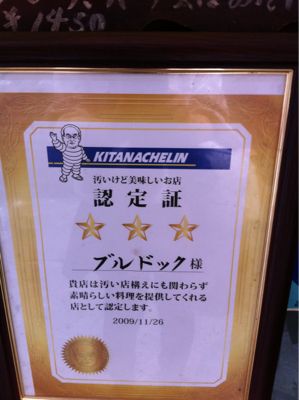 ¥1450
KITANACHELIN
汚いけど美味しいお店
認定証
ブルドック様
貴店は汚い店構えにも関わらず
素晴らしい料理を提供してくれる
店として認定します。
2009/11/26